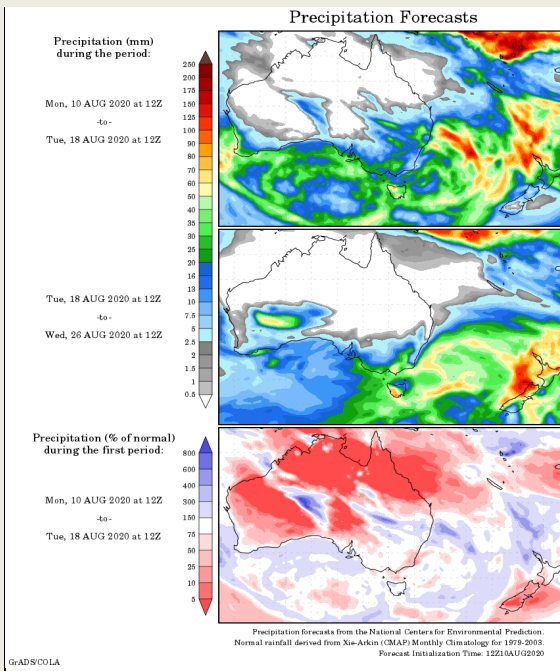 Precipitation Forecasts
Precipitation (mm)
during the period:
Mon, 10 AUG 2020 at 12Z
-to-
Tue, 18 AUG 2020 at 12Z
250
200
175
150
125
100
90
80
70
60
50
40
35
30
25
20
16
13
10
7.5
5
2.5
2
1.5
1
0.5
Tue, 18 AUG 2020 at 12Z
-to-
Wed, 26 AUG 2020 at 12Z
Precipitation (% of normal)
during the first period:
Mon, 10 AUG 2020 at 12Z
-to-
Tue, 18 AUG 2020 at 12Z
800
600
400
300
150
75
50
25
10
5
Precipitation forecasts from the National Centers for Environmental Prediction.
Normal rainfall derived from Xie-Arkin (CMAP) Monthly Climatology for 1979-2003.
Forecast Initialization Time: 12Z10AUG2020
GrADS/COLA